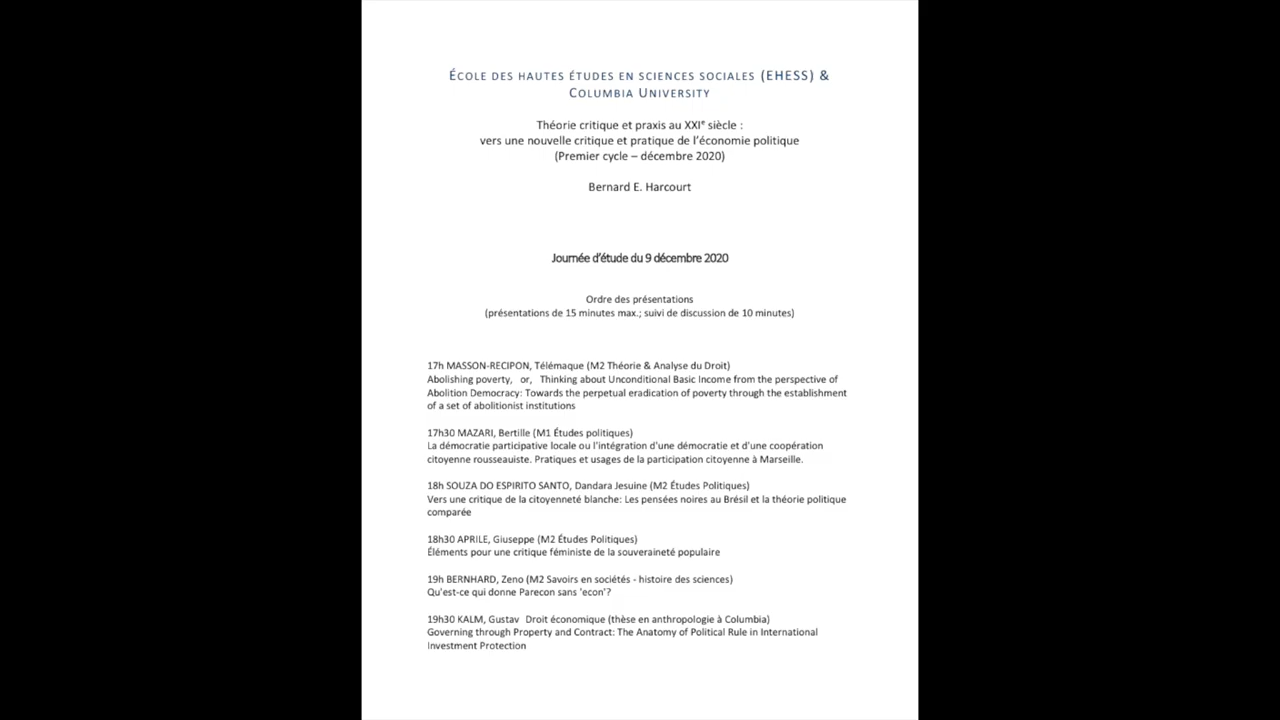 ÉCOLE DES HAUTES ÉTUDES EN SCIENCES SOCIALES (EHESS) &
COLUMBIA UNIVERSITY
Théorie critique et praxis au XXIe siècle :
vers une nouvelle critique et pratique de l'économie politique
(Premier cycle – décembre 2020)
Bernard E. Harcourt
Journée d'étude du 9 décembre 2020
Ordre des présentations
(présentations de 15 minutes max.; suivi de discussion de 10 minutes)
17h MASSON-RECIPON, Télémaque (M2 Théorie & Analyse du Droit)
Abolishing poverty, or, Thinking about Unconditional Basic Income from the perspective of
Abolition Democracy: Towards the perpetual eradication of poverty through the establishment
of a set of abolitionist institutions
17h30 MAZARI, Bertille (M1 Études politiques)
La démocratie participative locale ou l'intégration d'une démocratie et d'une coopération
citoyenne rousseauiste. Pratiques et usages de la participation citoyenne à Marseille.
18h SOUZA DO ESPIRITO SANTO, Dandara Jesuine (M2 Études Politiques)
Vers une critique de la citoyenneté blanche: Les pensées noires au Brésil et la théorie politique
comparée
18h30 APRILE, Giuseppe (M2 Études Politiques)
Éléments pour une critique féministe de la souveraineté populaire
19h BERNHARD, Zeno (M2 Savoirs en sociétés - histoire des sciences)
Qu'est-ce qui donne Parecon sans 'econ'?
19h30 KALM, Gustav Droit économique (thèse en anthropologie à Columbia)
Governing through Property and Contract: The Anatomy of Political Rule in International
Investment Protection